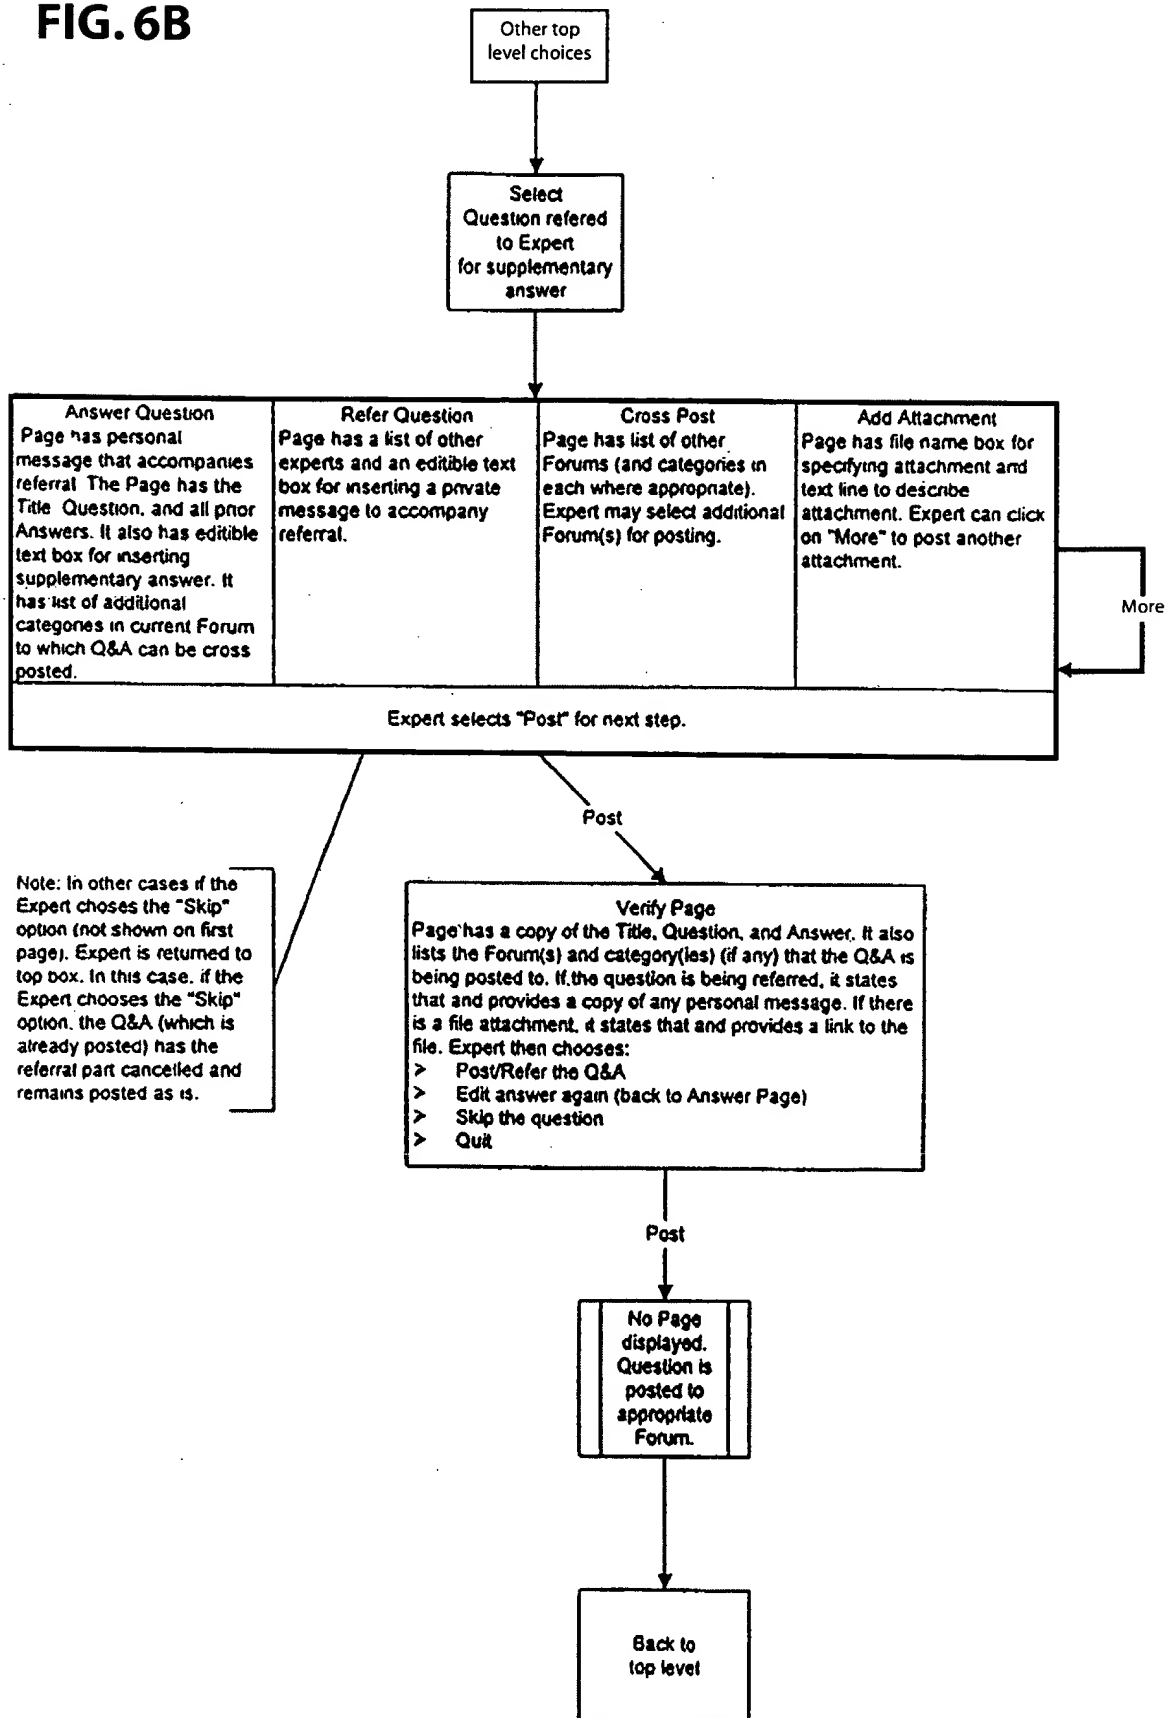 FIG. 6B
Other top
level choices
Select
Question refered
to Expert
for supplementary
answer
Answer Question
Page has personal
message that accompanies
referral The Page has the
Title Question, and all prior
Answers. It also has editible
text box for inserting
supplementary answer. It
has list of additional
categories in current Forum
to which Q&A can be cross
posted.
Refer Question
Page has a list of other
experts and an editible text
box for inserting a private
message to accompany
referral.
Cross Post
Page has list of other
Forums (and categories in
each where appropriate).
Expert may select additional
Forum(s) for posting.
Add Attachment
Page has file name box for
specifying attachment and
text line to describe
attachment. Expert can click
on "More" to post another
attachment.
More
Expert selects "Post" for next step.
Post
Note: In other cases if the
Expert choses the "Skip"
option (not shown on first
page). Expert is returned to
top box. In this case, if the
Expert chooses the "Skip"
option, the Q&A (which is
already posted) has the
referral part cancelled and
remains posted as is.
Verify Page
Page has a copy of the Title, Question, and Answer. It also
lists the Forum(s) and category(ies) (if any) that the Q&A is
being posted to. If the question is being referred, it states
that and provides a copy of any personal message. If there
is a file attachment, it states that and provides a link to the
file. Expert then chooses:
> Post/Refer the Q&A
> Edit answer again (back to Answer Page)
> Skip the question
> Quit
Post
No Page
displayed.
Question is
posted to
appropriate
Forum.
Back to
top level